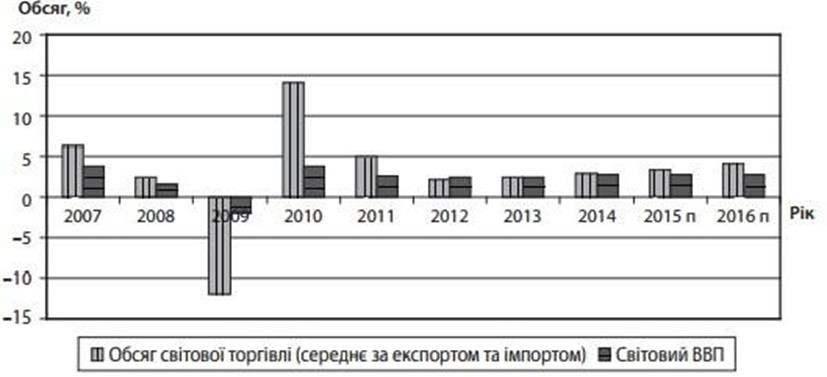 Обсяг, %
20
15
10
5
0
–5
–10
–15
2007 2008 2009 2010 2011 2012 2013 2014 2015 п 2016 п
Рік
Обсяг світової торгівлі (середнє за експортом та імпортом) Світовий ВВП